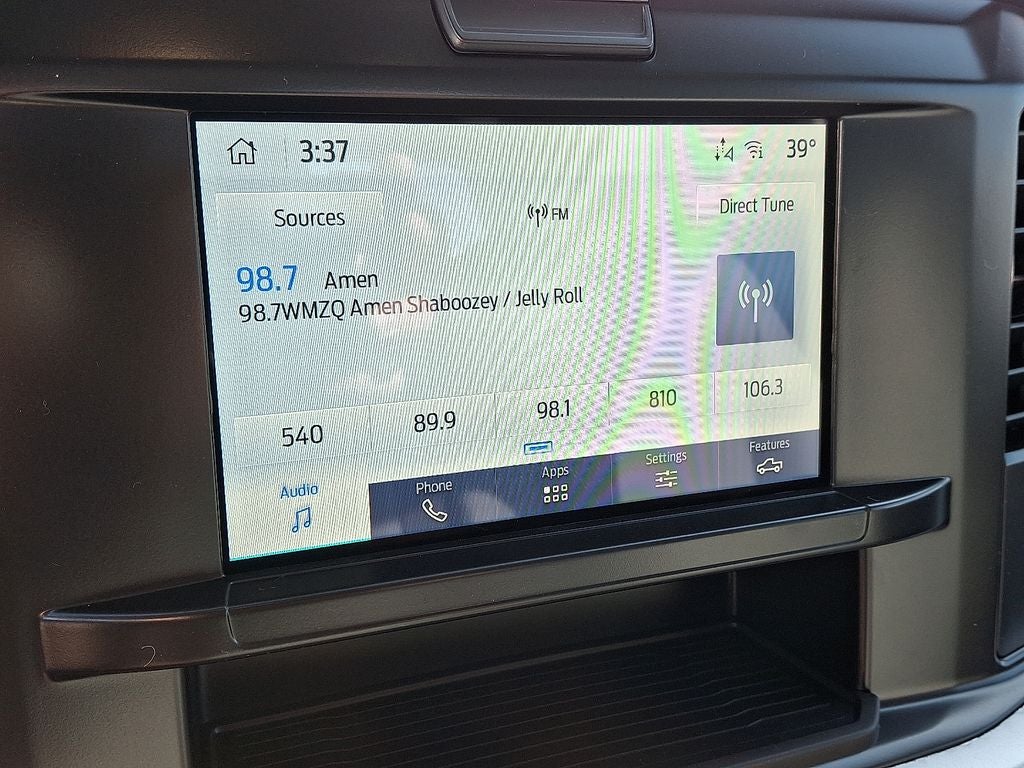 3:37
39°
Sources
FM
Direct Tune
98.7 Amen
98.7WMZQ Amen Shaboozey / Jelly Roll
540
89.9
98.1
810
106.3
Audio
Phone
Apps
Settings
Features